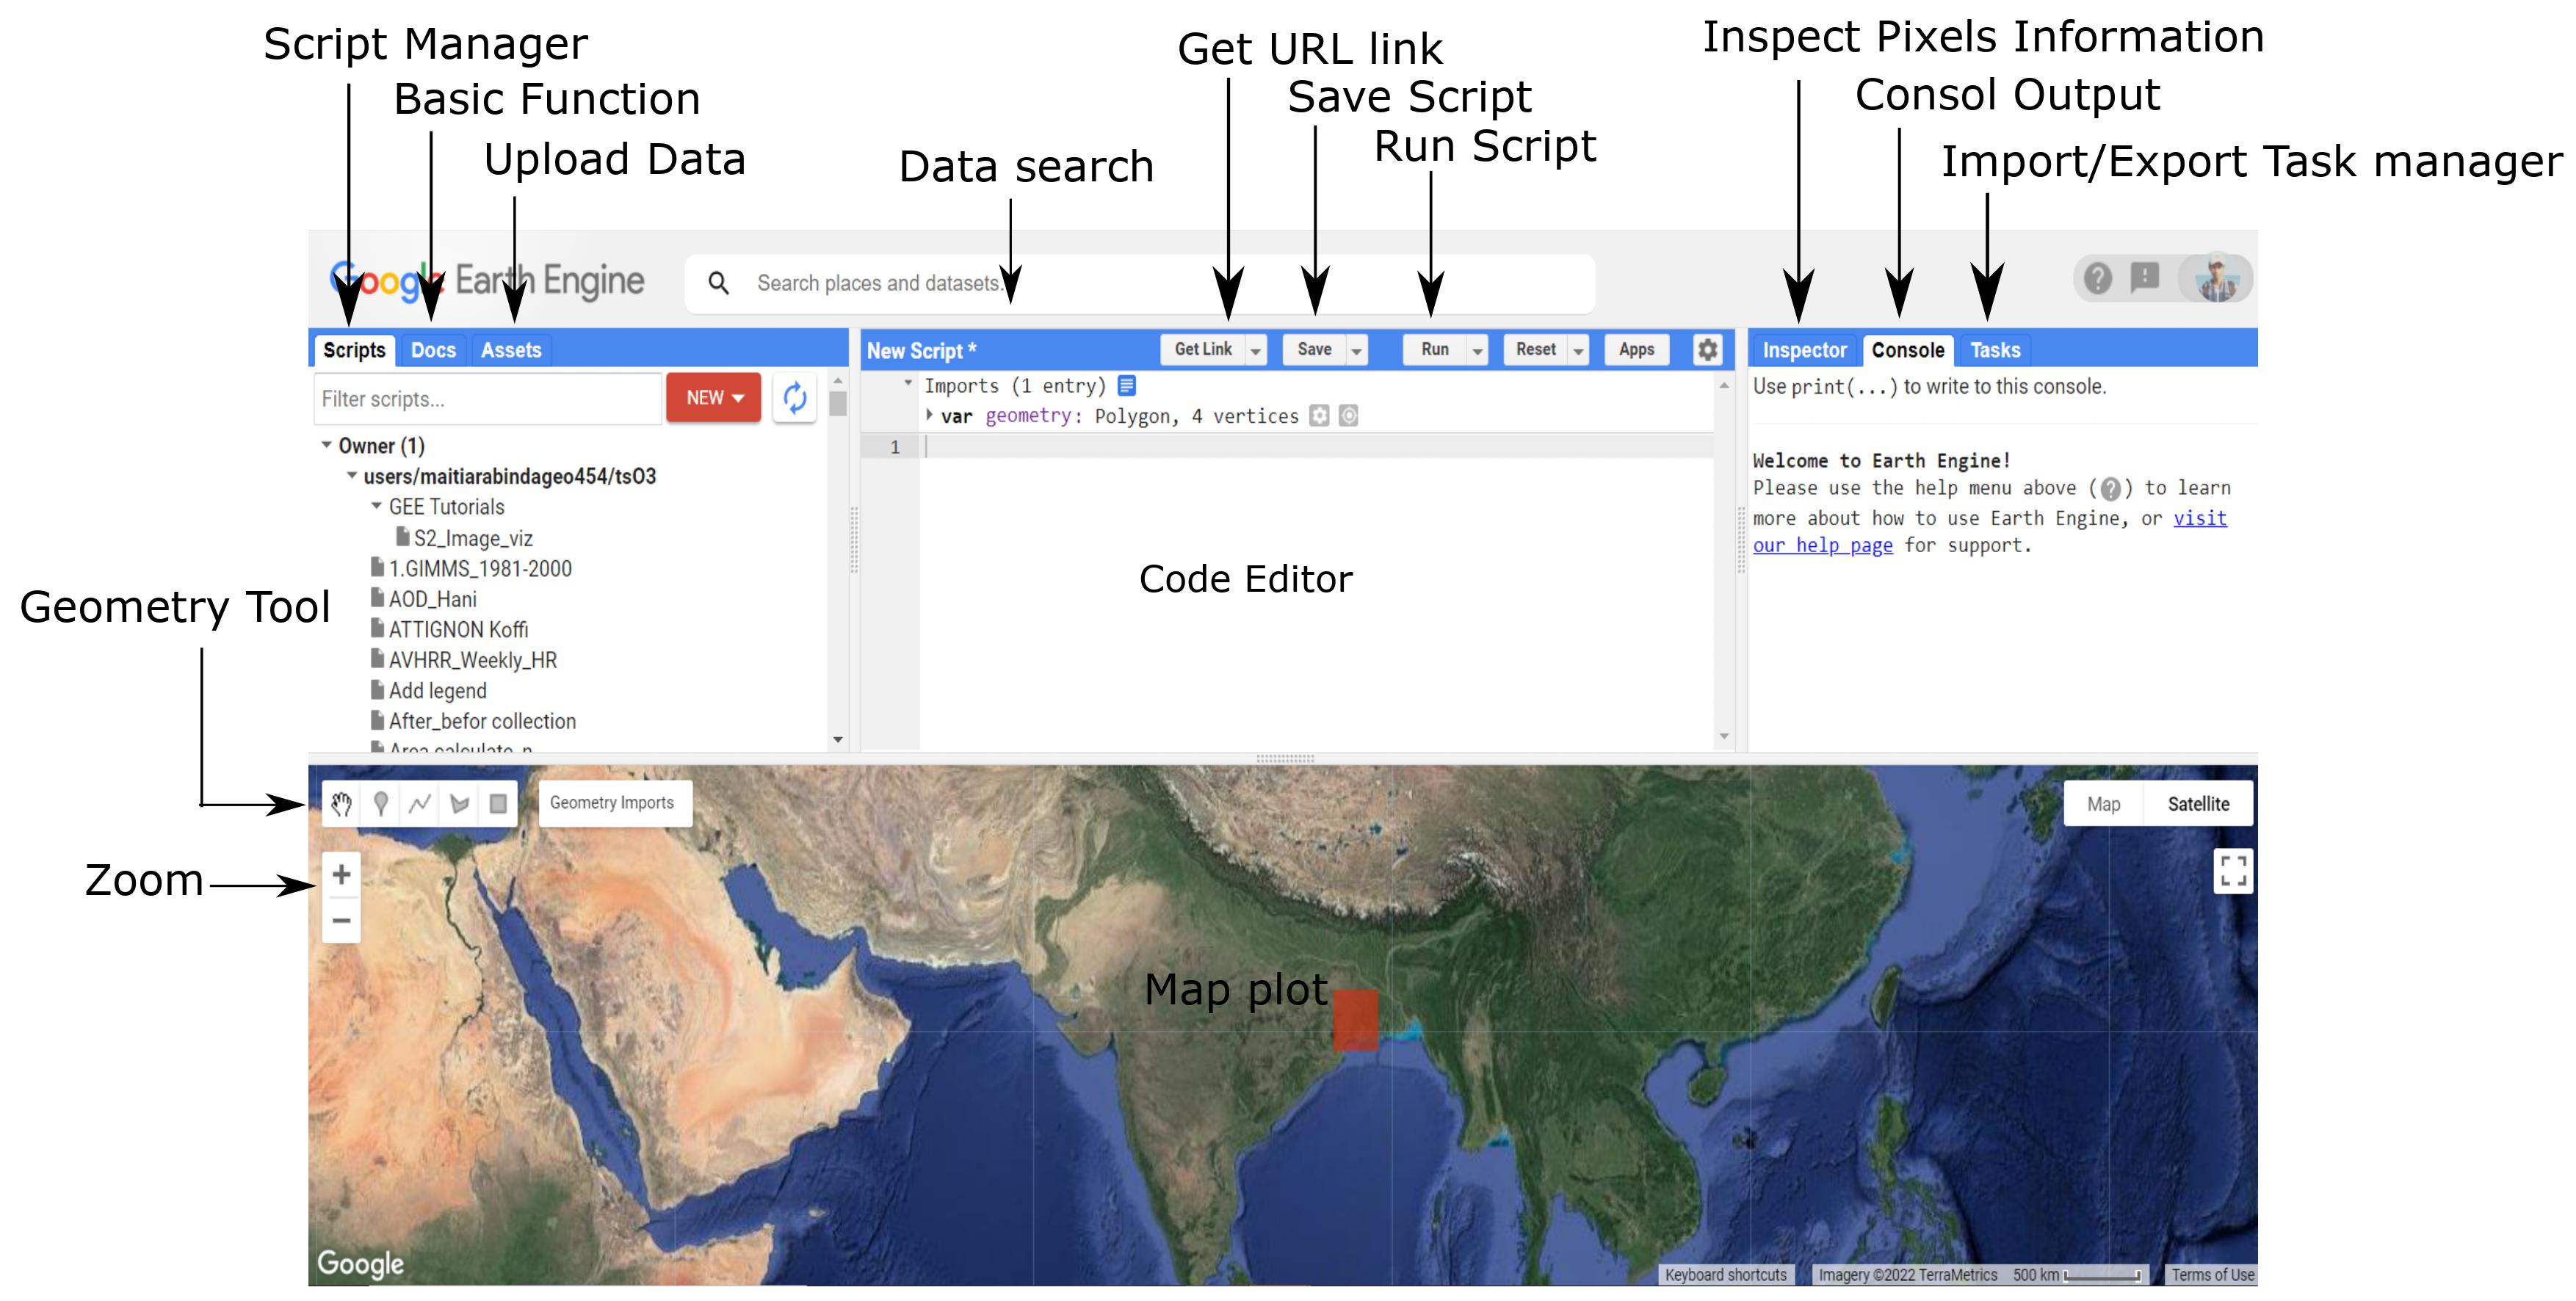 Script Manager
Basic Function
Upload Data
Data search
Get URL link
Save Script
Run Script
Inspect Pixels Information
Consol Output
Import/Export Task manager
Google Earth Engine
Search places and datasets...
Scripts Docs Assets
New Script *
Get Link Save Run Reset Apps
Inspector Console Tasks
Filter scripts...
NEW
Owner (1)
users/maitiarabindageo454/tsO3
GEE Tutorials
S2_Image_viz
1.GIMMS_1981-2000
AOD_Hani
ATTIGNON Koffi
AVHRR_Weekly_HR
Add legend
After_befor collection
Area calculate_n
Imports (1 entry)
var geometry: Polygon, 4 vertices
1
Code Editor
Use print(...) to write to this console.
Welcome to Earth Engine!
Please use the help menu above (?) to learn
more about how to use Earth Engine, or visit
our help page for support.
Geometry Tool
Zoom
Geometry Imports
Map Satellite
Map plot
Google
Keyboard shortcuts
Imagery ©2022 TerraMetrics
500 km
Terms of Use